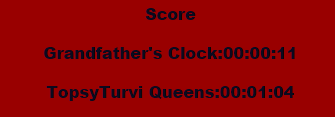 Score
Grandfather's Clock:00:00:11
TopsyTurvi Queens:00:01:04